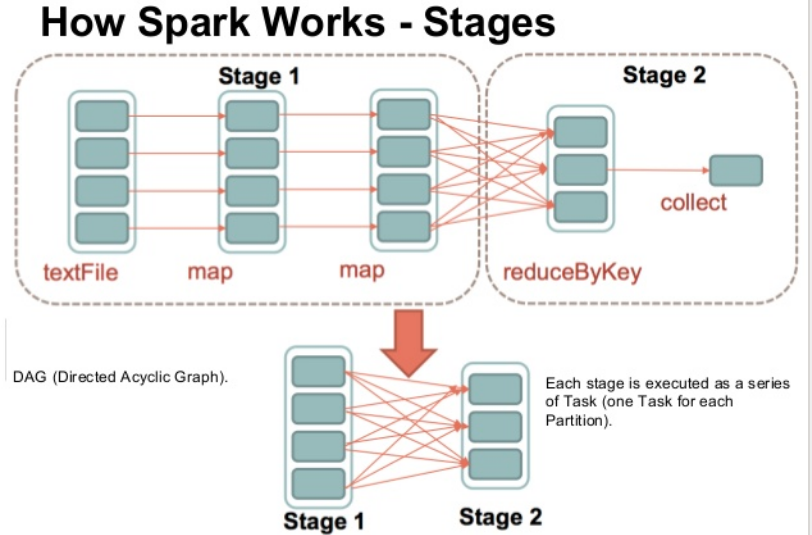 How Spark Works - Stages
Stage 1
Stage 2
collect
textFile
map
map
reduceByKey
DAG (Directed Acyclic Graph).
Each stage is executed as a series
of Task (one Task for each
Partition).
Stage 1
Stage 2